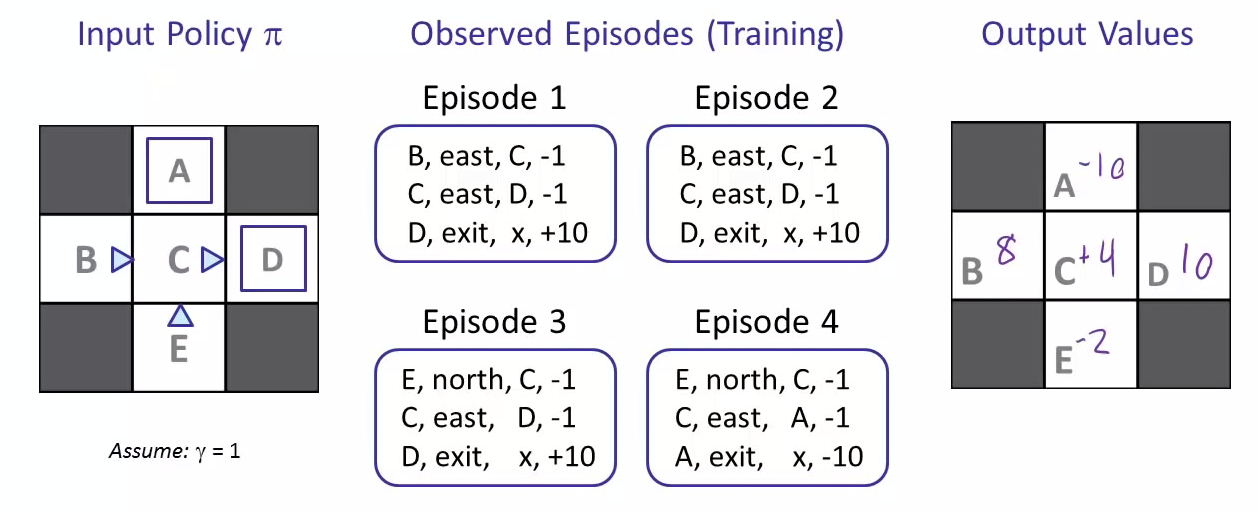 Input Policy π
Observed Episodes (Training)
Output Values
A
B
C
D
E
Assume: γ = 1
Episode 1
B, east, C, -1
C, east, D, -1
D, exit, x, +10
Episode 2
B, east, C, -1
C, east, D, -1
D, exit, x, +10
Episode 3
E, north, C, -1
C, east, D, -1
D, exit, x, +10
Episode 4
E, north, C, -1
C, east, A, -1
A, exit, x, -10
A -10
B 8
C +4
D 10
E -2